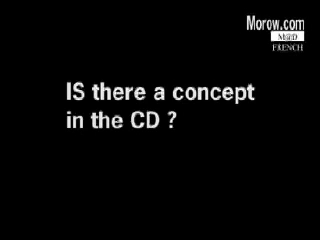 Morow.com
M@D
FRENCH
IS there a concept
in the CD ?